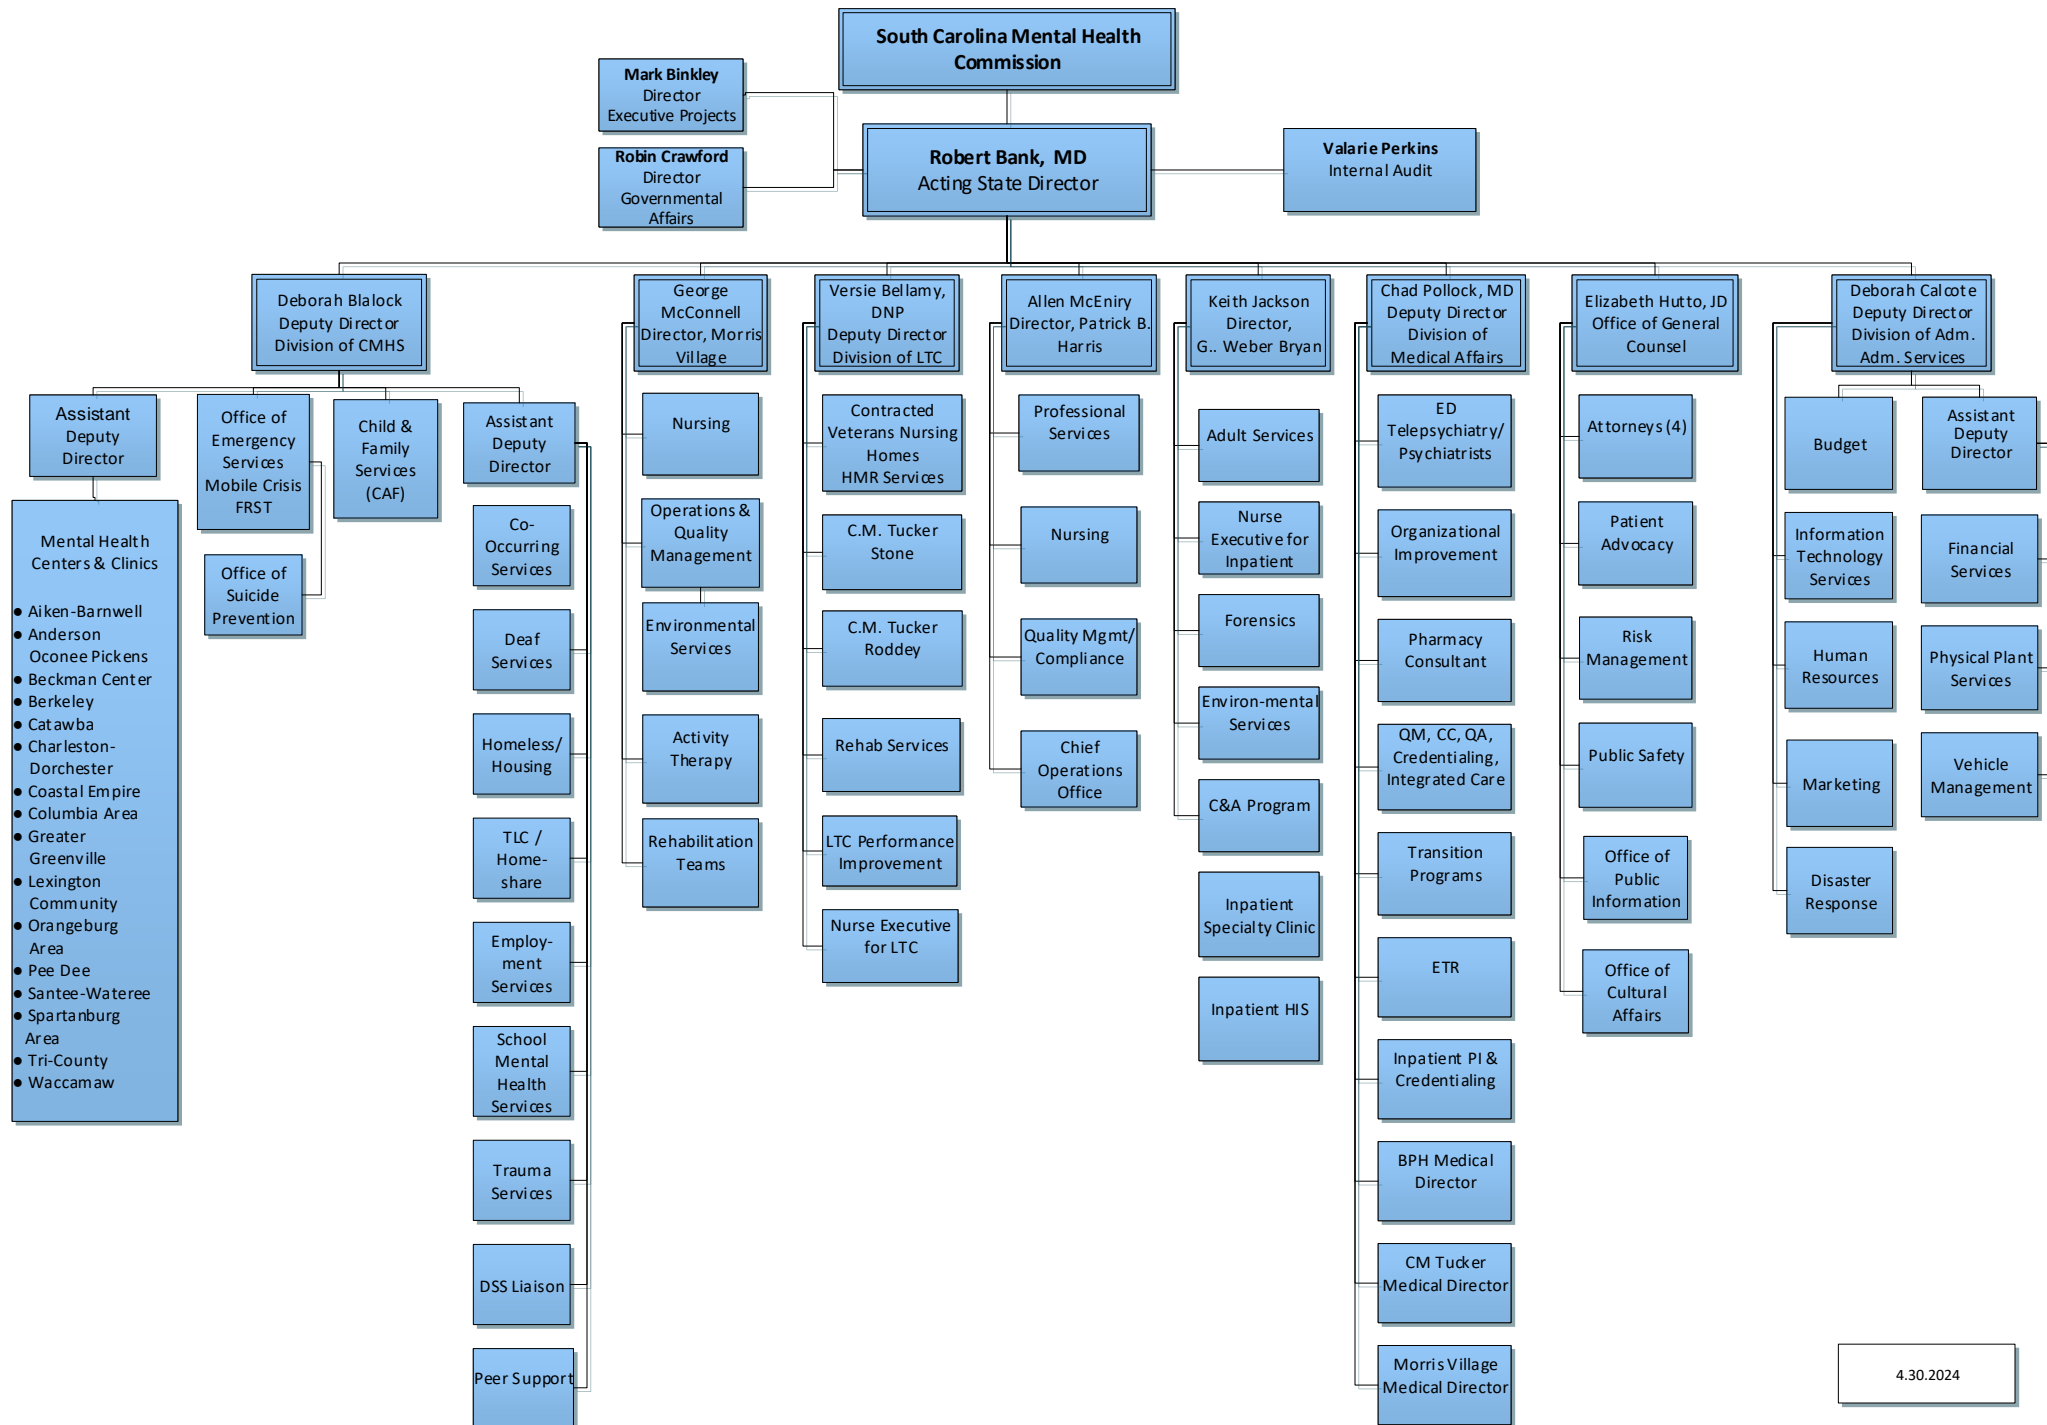 South Carolina Mental Health
Commission
Mark Binkley
Director
Executive Projects
Robin Crawford
Director
Governmental
Affairs
Robert Bank, MD
Acting State Director
Valarie Perkins
Internal Audit
Deborah Blalock
Deputy Director
Division of CMHS
George
McConnell
Director, Morris
Village
Versie Bellamy,
DNP
Deputy Director
Division of LTC
Allen McEniry
Director, Patrick B.
Harris
Keith Jackson
Director,
G.. Weber Bryan
Chad Pollock, MD
Deputy Director
Division of
Medical Affairs
Elizabeth Hutto, JD
Office of General
Counsel
Deborah Calcote
Deputy Director
Division of Adm.
Adm. Services
Assistant
Deputy
Director
Mental Health
Centers & Clinics
● Aiken-Barnwell
● Anderson
Oconee Pickens
● Beckman Center
● Berkeley
● Catawba
● Charleston-
Dorchester
● Coastal Empire
● Columbia Area
● Greater
Greenville
● Lexington
Community
● Orangeburg
Area
● Pee Dee
● Santee-Wateree
● Spartanburg
Area
● Tri-County
● Waccamaw
Office of
Emergency
Services
Mobile Crisis
FRST
Office of
Suicide
Prevention
Child &
Family
Services
(CAF)
Assistant
Deputy
Director
Co-
Occurring
Services
Deaf
Services
Homeless/
Housing
TLC /
Home-
share
Employ-
ment
Services
School
Mental
Health
Services
Trauma
Services
DSS Liaison
Peer Support
Nursing
Operations &
Quality
Management
Environmental
Services
Activity
Therapy
Rehabilitation
Teams
Contracted
Veterans Nursing
Homes
HMR Services
C.M. Tucker
Stone
C.M. Tucker
Roddey
Rehab Services
LTC Performance
Improvement
Nurse Executive
for LTC
Professional
Services
Nursing
Quality Mgmt/
Compliance
Chief
Operations
Office
Adult Services
Nurse
Executive for
Inpatient
Forensics
Environ-mental
Services
C&A Program
Inpatient
Specialty Clinic
Inpatient HIS
ED
Telepsychiatry/
Psychiatrists
Organizational
Improvement
Pharmacy
Consultant
QM, CC, QA,
Credentialing,
Integrated Care
Transition
Programs
ETR
Inpatient PI &
Credentialing
BPH Medical
Director
CM Tucker
Medical Director
Morris Village
Medical Director
Attorneys (4)
Patient
Advocacy
Risk
Management
Public Safety
Office of
Public
Information
Office of
Cultural
Affairs
Budget
Information
Technology
Services
Human
Resources
Marketing
Disaster
Response
Assistant
Deputy
Director
Financial
Services
Physical Plant
Services
Vehicle
Management
4.30.2024